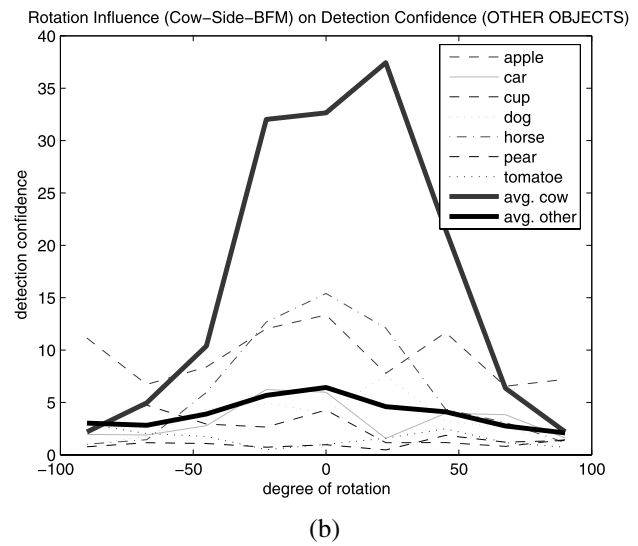 Rotation Influence (Cow−Side−BFM) on Detection Confidence (OTHER OBJECTS)
40
35
30
25
20
15
10
5
0
detection confidence
apple
car
cup
dog
horse
pear
tomatoe
avg. cow
avg. other
−100 −50 0 50 100
degree of rotation
(b)